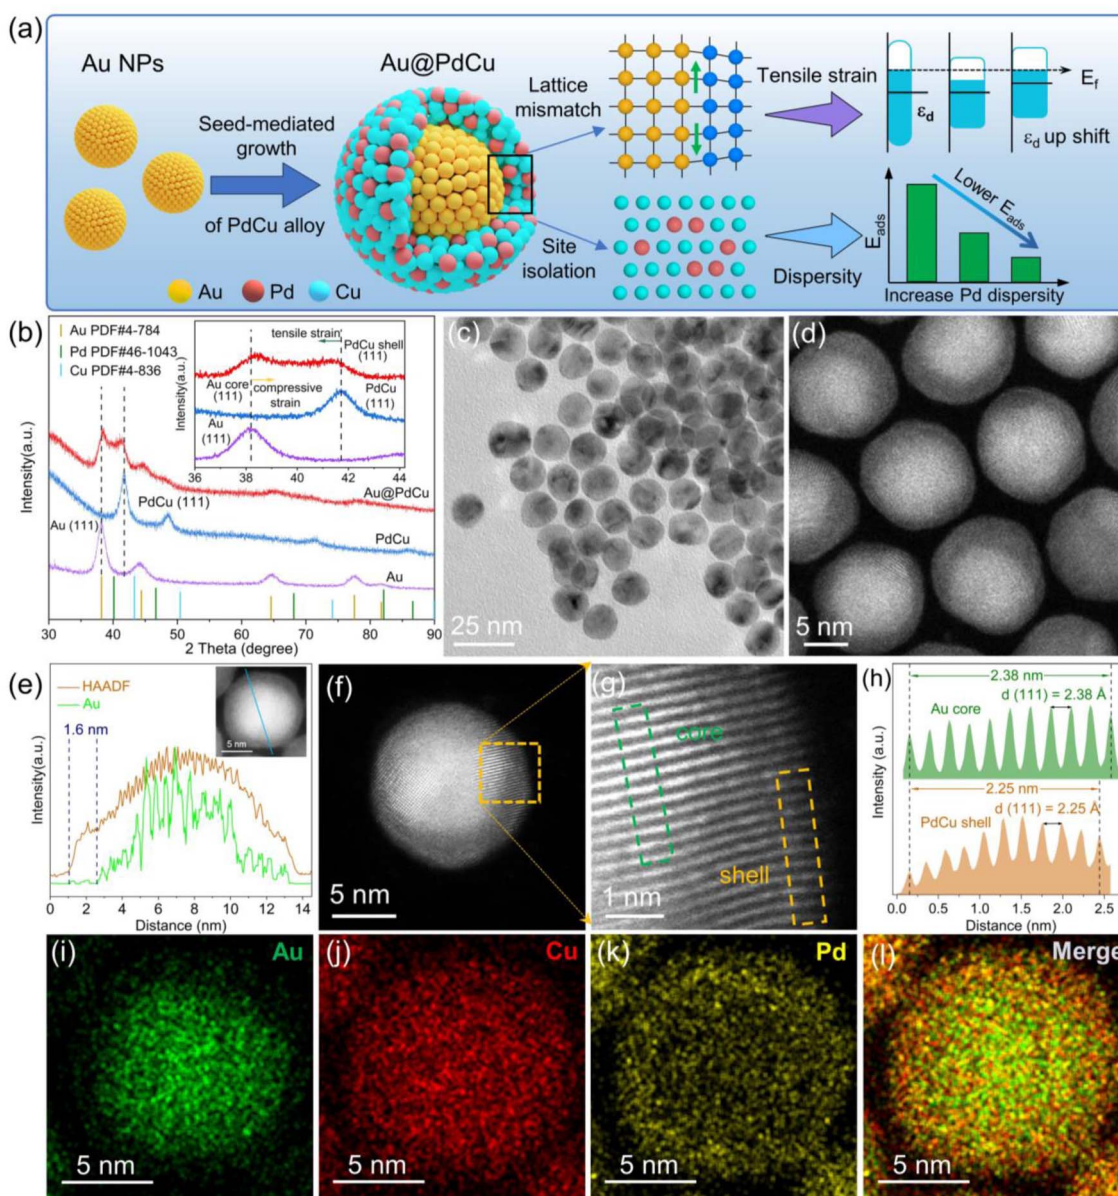 (a)
Au NPs
Au@PdCu
Seed-mediated
growth
of PdCu alloy
Lattice
mismatch
Site
isolation
Tensile strain
Dispersity
E_f
ε_d
ε_d up shift
E_ads
Lower E_ads
Increase Pd dispersity
Au Pd Cu
(b)
Au PDF#4-784
Pd PDF#46-1043
Cu PDF#4-836
Intensity(a.u.)
Intensity(a.u.)
tensile strain
PdCu shell
(111)
Au core
(111)
compressive
strain
PdCu
(111)
Au
(111)
36 38 40 42 44
Au (111)
PdCu (111)
Au@PdCu
PdCu
Au
30 40 50 60 70 80 90
2 Theta (degree)
(c)
25 nm
(d)
5 nm
(e)
HAADF
Au
1.6 nm
5 nm
Intensity(a.u.)
0 2 4 6 8 10 12 14
Distance (nm)
(f)
5 nm
(g)
core
shell
1 nm
(h)
2.38 nm
d (111) = 2.38 Å
Au core
2.25 nm
d (111) = 2.25 Å
PdCu shell
Intensity (a.u.)
0.0 0.5 1.0 1.5 2.0 2.5
Distance (nm)
(i)
Au
5 nm
(j)
Cu
5 nm
(k)
Pd
5 nm
(l)
Merge
5 nm